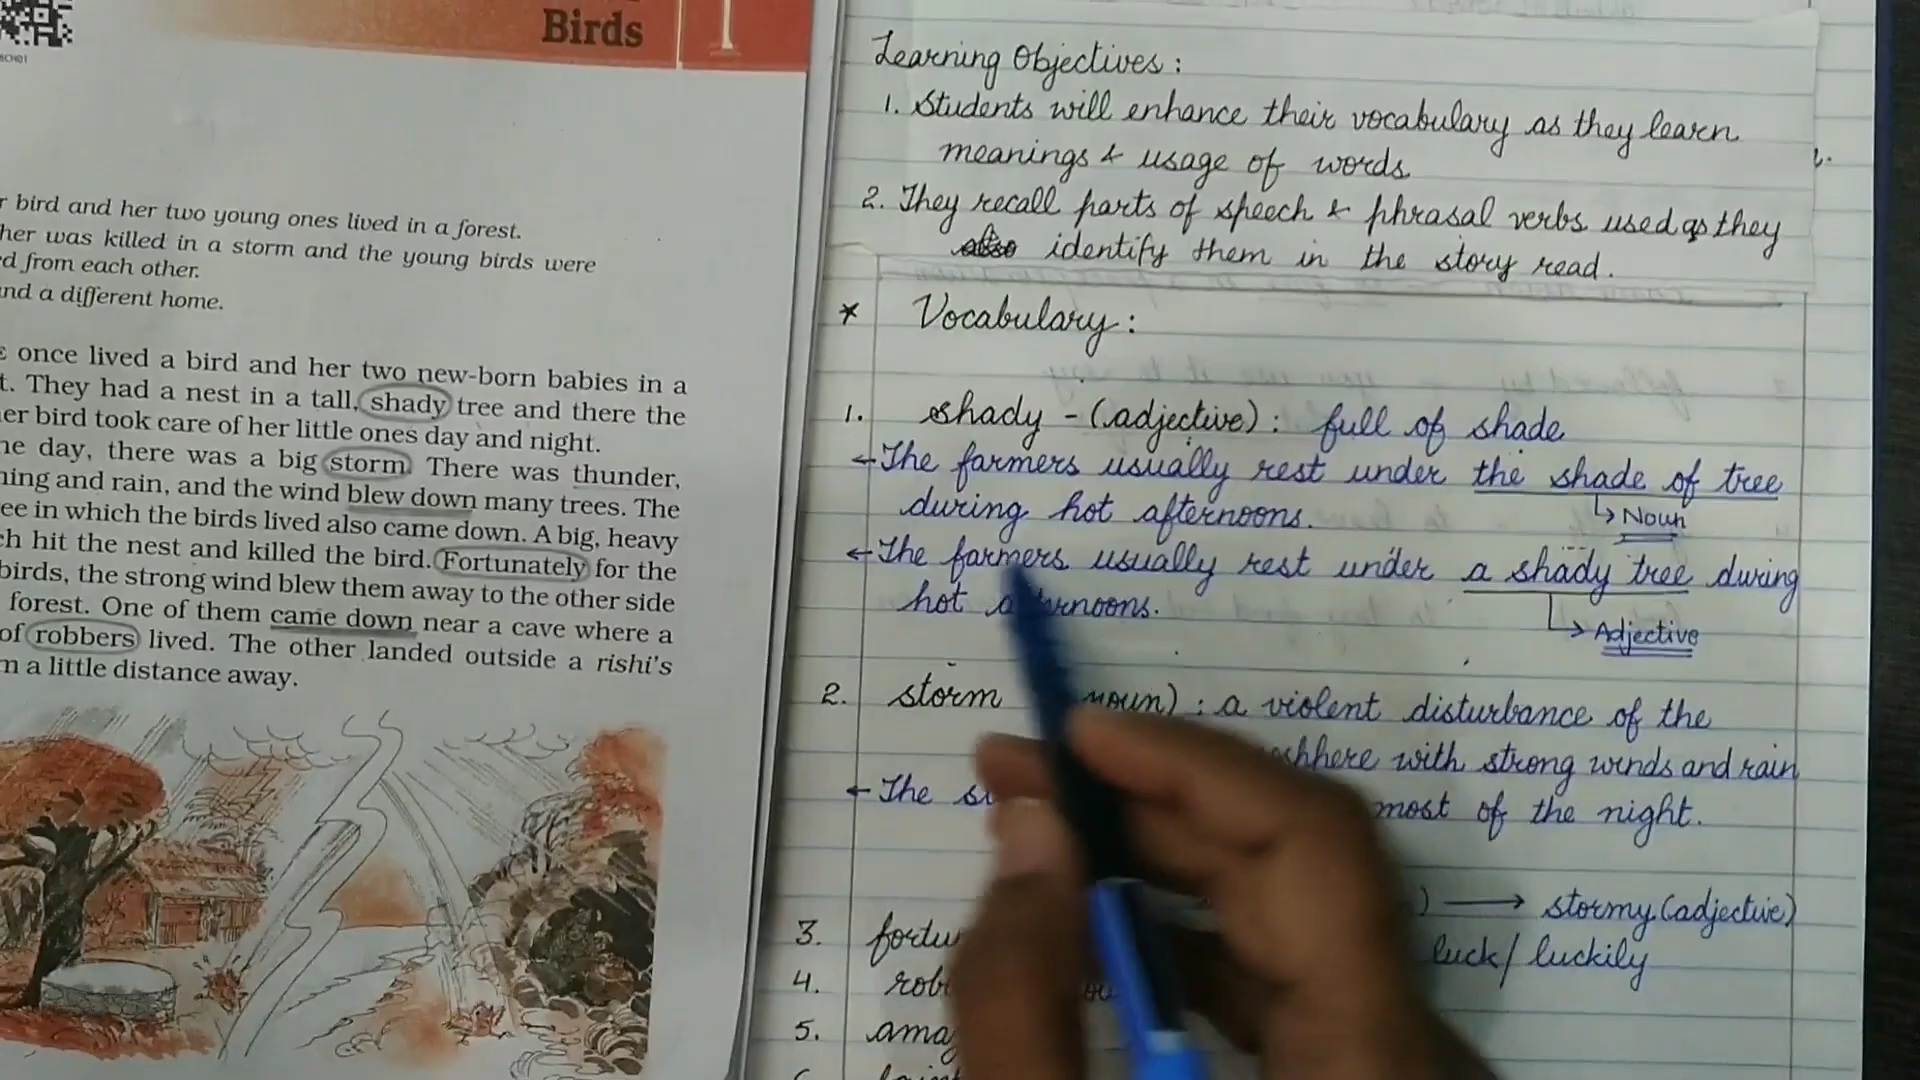 Birds
1
r bird and her two young ones lived in a forest.
her was killed in a storm and the young birds were
d from each other.
nd a different home.
once lived a bird and her two new-born babies in a
t. They had a nest in a tall, shady tree and there the
er bird took care of her little ones day and night.
ne day, there was a big storm. There was thunder,
ning and rain, and the wind blew down many trees. The
ee in which the birds lived also came down. A big, heavy
ch hit the nest and killed the bird. Fortunately for the
birds, the strong wind blew them away to the other side
forest. One of them came down near a cave where a
of robbers lived. The other landed outside a rishi's
m a little distance away.
Learning Objectives:
1. Students will enhance their vocabulary as they learn
meanings & usage of words.
2. They recall parts of speech & phrasal verbs used as they
also identify them in the story read.
* Vocabulary:
1. shady - (adjective): full of shade
← The farmers usually rest under the shade of tree
during hot afternoons.
↳ Noun
← The farmers usually rest under a shady tree during
hot afternoons.
↳ Adjective
2. storm noun): a violent disturbance of the
with strong winds and rain
← The most of the night.
) → stormy (adjective)
3. fortu luck/ luckily
4. rob
5. ama